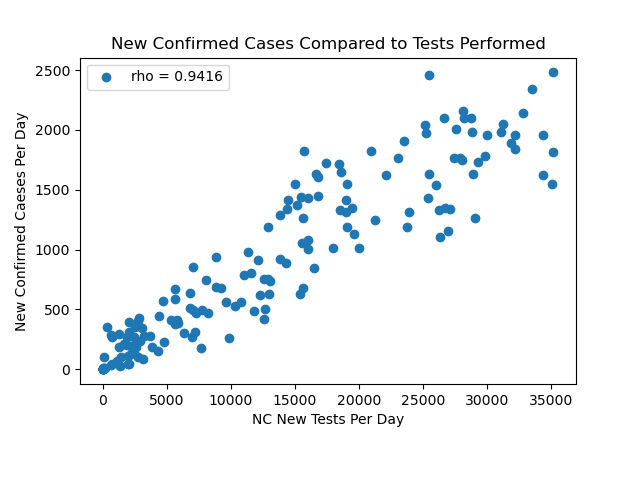 New Confirmed Cases Compared to Tests Performed
rho = 0.9416
2500
2000
1500
1000
500
0
New Confirmed Caeses Per Day
0 5000 10000 15000 20000 25000 30000 35000
NC New Tests Per Day